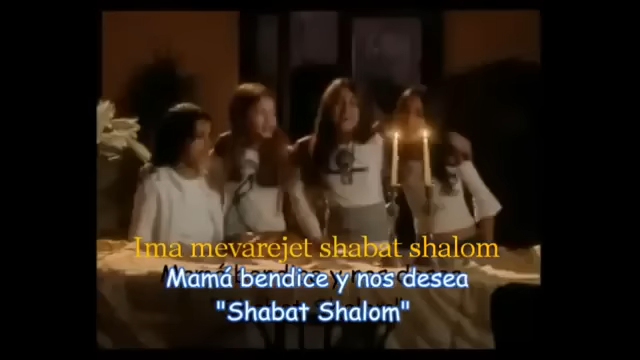 Ima mevarejet shabat shalom
Mamá bendice y nos desea
"Shabat Shalom"